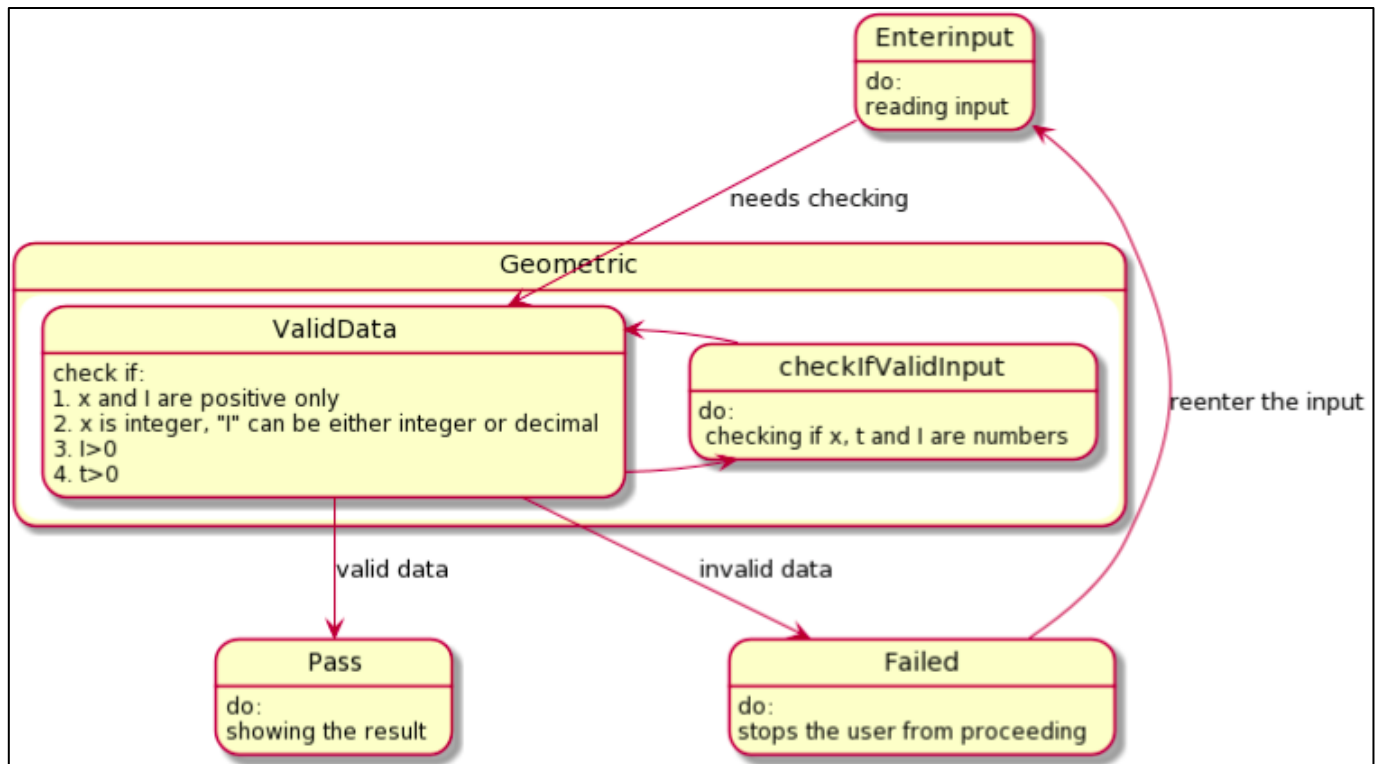 Enterinput
do:
reading input
needs checking
Geometric
ValidData
check if:
1. x and I are positive only
2. x is integer, "I" can be either integer or decimal
3. I>0
4. t>0
checkIfValidInput
do:
checking if x, t and I are numbers
reenter the input
valid data
invalid data
Pass
do:
showing the result
Failed
do:
stops the user from proceeding